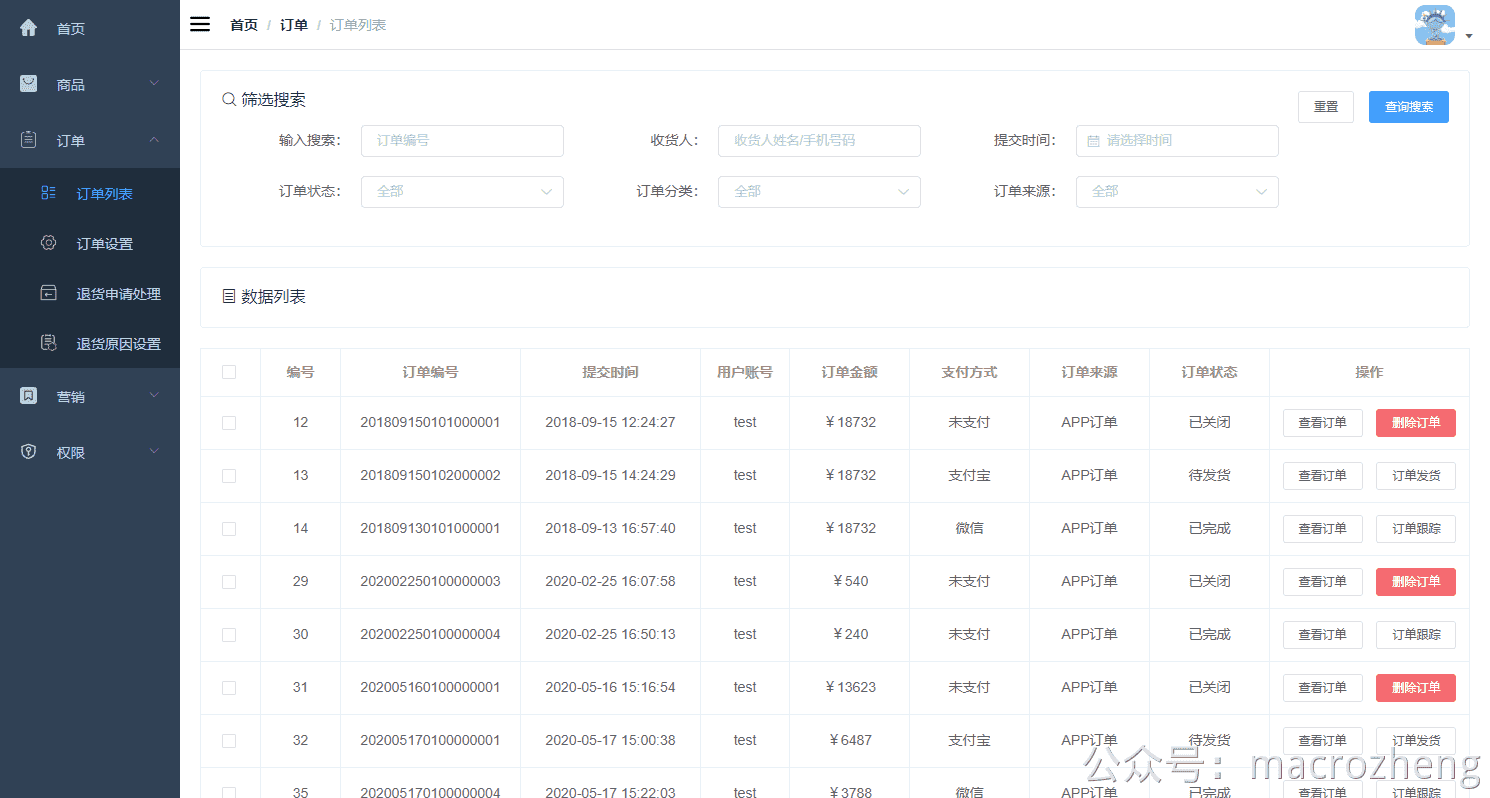 首页
商品
订单
订单列表
订单设置
退货申请处理
退货原因设置
营销
权限
首页 / 订单 / 订单列表
筛选搜索
重置 查询搜索
输入搜索： 订单编号 收货人： 收货人姓名/手机号码 提交时间： 请选择时间
订单状态： 全部 订单分类： 全部 订单来源： 全部
数据列表
编号 订单编号 提交时间 用户账号 订单金额 支付方式 订单来源 订单状态 操作
12 201809150101000001 2018-09-15 12:24:27 test ￥18732 未支付 APP订单 已关闭 查看订单 删除订单
13 201809150102000002 2018-09-15 14:24:29 test ￥18732 支付宝 APP订单 待发货 查看订单 订单发货
14 201809130101000001 2018-09-13 16:57:40 test ￥18732 微信 APP订单 已完成 查看订单 订单跟踪
29 202002250100000003 2020-02-25 16:07:58 test ￥540 未支付 APP订单 已关闭 查看订单 删除订单
30 202002250100000004 2020-02-25 16:50:13 test ￥240 未支付 APP订单 已完成 查看订单 订单跟踪
31 202005160100000001 2020-05-16 15:16:54 test ￥13623 未支付 APP订单 已关闭 查看订单 删除订单
32 202005170100000001 2020-05-17 15:00:38 test ￥6487 支付宝 APP订单 待发货 查看订单 订单发货
35 202005170100000004 2020-05-17 15:22:03 test ￥3788 微信 APP订单 已完成 查看订单 订单跟踪
公众号：macrozheng